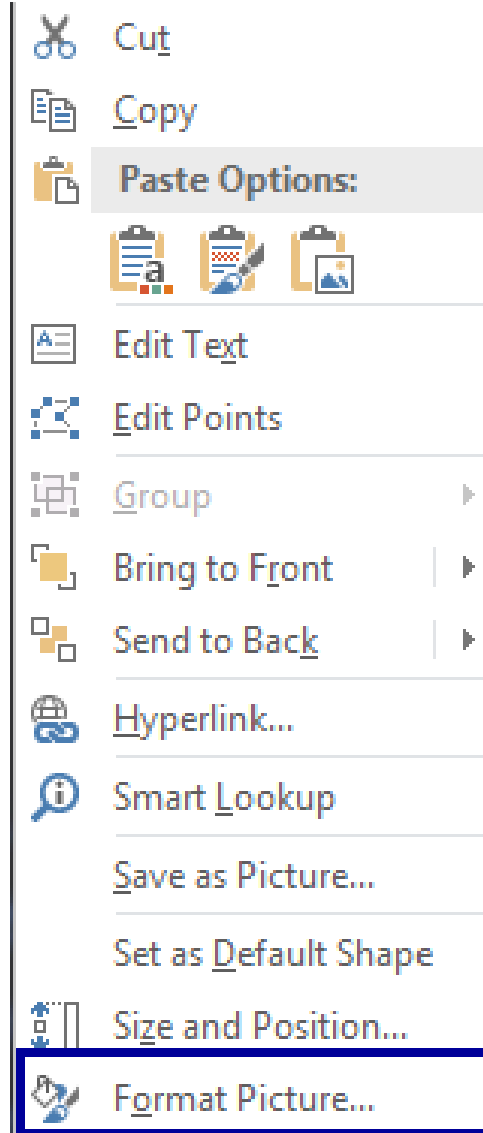 Cut
Copy
Paste Options:
a
Edit Text
Edit Points
Group
Bring to Front
Send to Back
Hyperlink...
Smart Lookup
Save as Picture...
Set as Default Shape
Size and Position...
Format Picture...